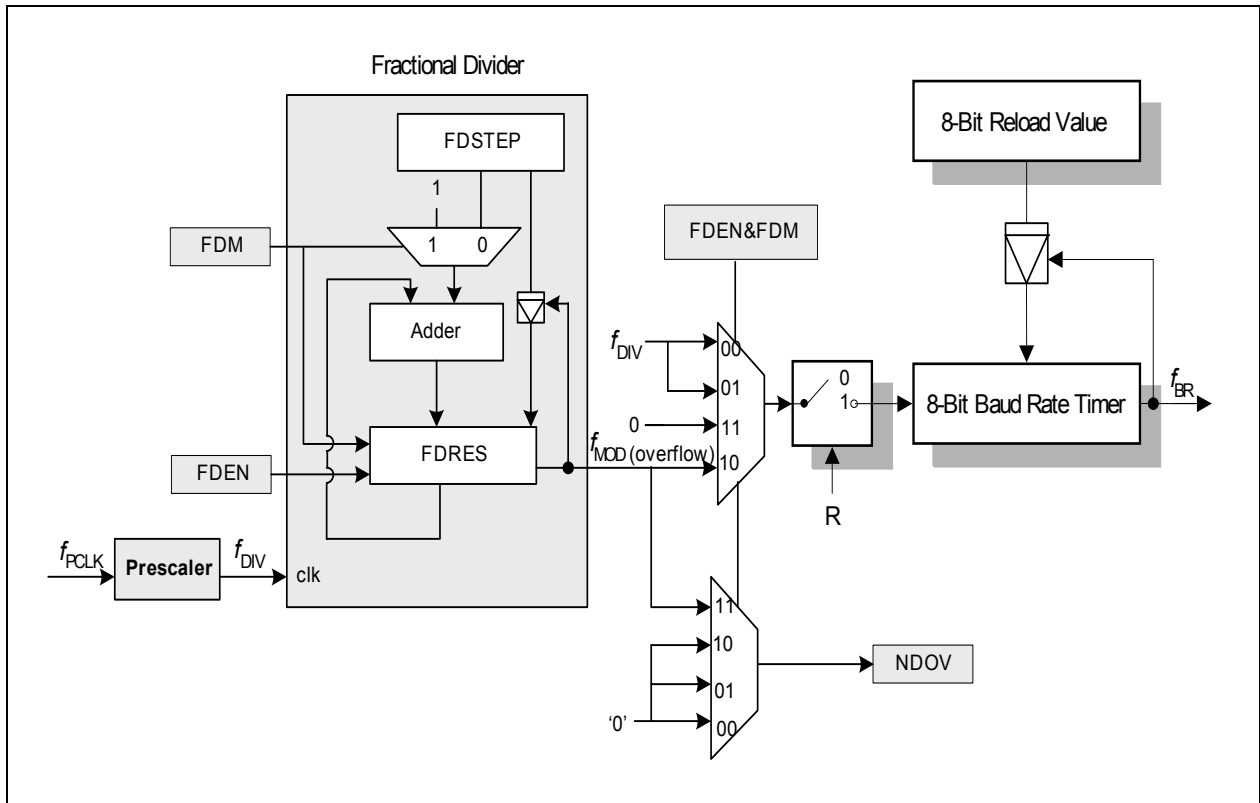 Fractional Divider
FDSTEP
8-Bit Reload Value
1
FDM
1 0
FDEN&FDM
Adder
fDIV
00
01
0
11
10
0
1
8-Bit Baud Rate Timer
fBR
FDRES
fMOD (overflow)
FDEN
R
fPCLK
Prescaler
fDIV
clk
11
10
01
00
‘0’
NDOV